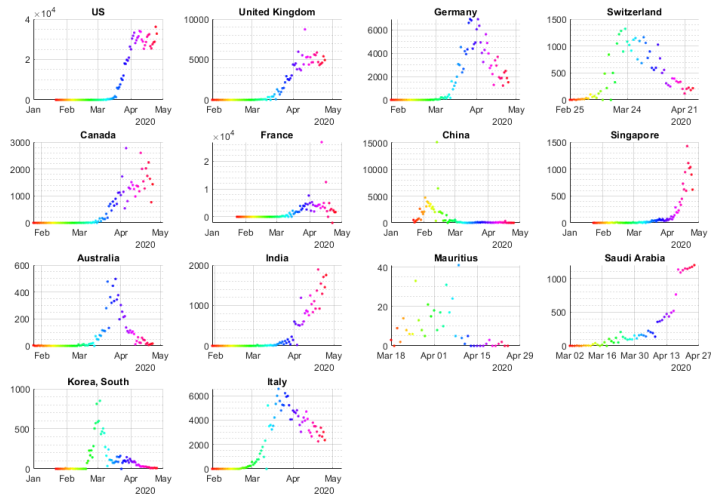 US
United Kingdom
Germany
Switzerland
×10⁴
4
2
0
Jan Feb Mar Apr May
2020
10000
5000
0
Feb Mar Apr May
2020
6000
4000
2000
0
Feb Mar Apr May
2020
1500
1000
500
0
Feb 25 Mar 24 Apr 21
2020
Canada
France
China
Singapore
3000
2000
1000
0
Feb Mar Apr May
2020
×10⁴
2
1
0
Feb Mar Apr May
2020
15000
10000
5000
0
Jan Feb Mar Apr May
2020
1500
1000
500
0
Feb Mar Apr May
2020
Australia
India
Mauritius
Saudi Arabia
600
400
200
0
Feb Mar Apr May
2020
2000
1000
0
Feb Mar Apr May
2020
40
20
0
Mar 18 Apr 01 Apr 15 Apr 29
2020
1000
500
0
Mar 02 Mar 16 Mar 30 Apr 13 Apr 27
2020
Korea, South
Italy
1000
500
0
Jan Feb Mar Apr May
2020
6000
4000
2000
0
Feb Mar Apr May
2020